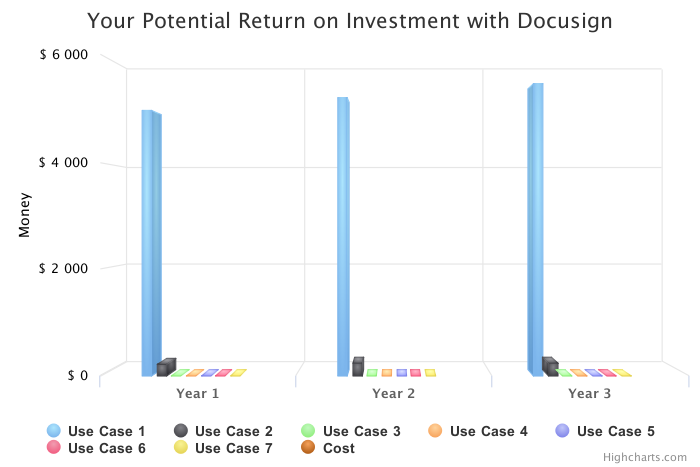 Your Potential Return on Investment with Docusign
$ 6 000
$ 4 000
$ 2 000
$ 0
Money
Year 1
Year 2
Year 3
Use Case 1
Use Case 2
Use Case 3
Use Case 4
Use Case 5
Use Case 6
Use Case 7
Cost
Highcharts.com